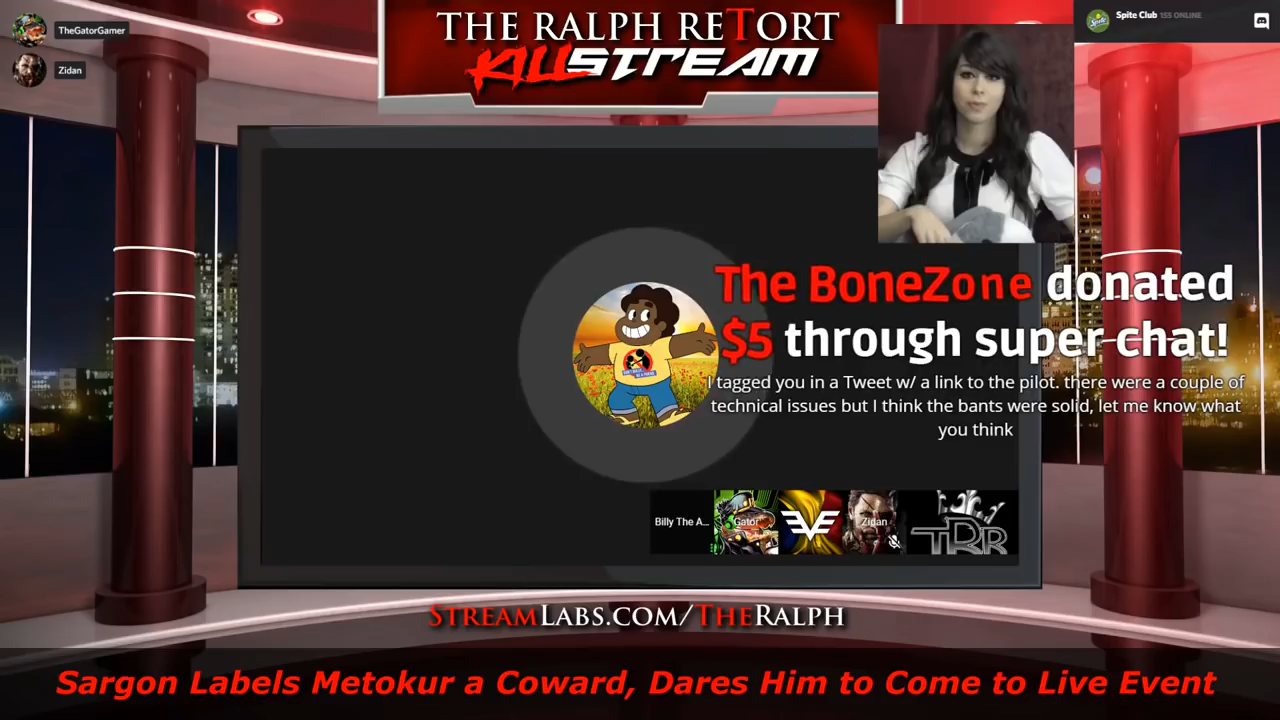 TheGatorGamer
Zidan
THE RALPH RETORT
KILLSTREAM
Spite Club 155 ONLINE
The BoneZone donated
$5 through super chat!
I tagged you in a Tweet w/ a link to the pilot. there were a couple of
technical issues but I think the bants were solid, let me know what
you think
Billy The A...
Gator
Zidan
TRR
STREAMLABS.COM/THERALPH
Sargon Labels Metokur a Coward, Dares Him to Come to Live Event